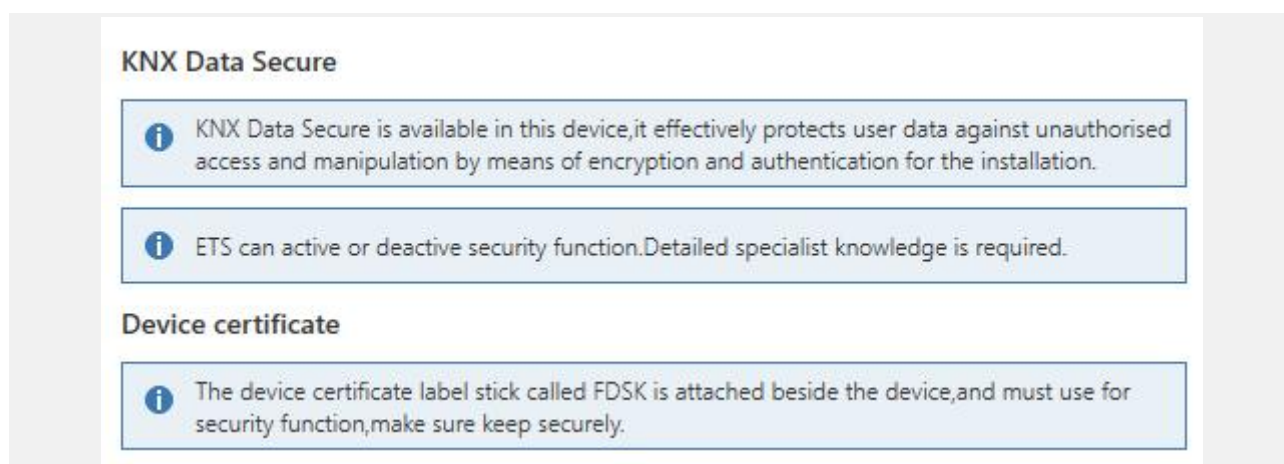 KNX Data Secure
KNX Data Secure is available in this device,it effectively protects user data against unauthorised
access and manipulation by means of encryption and authentication for the installation.
ETS can active or deactive security function.Detailed specialist knowledge is required.
Device certificate
The device certificate label stick called FDSK is attached beside the device,and must use for
security function,make sure keep securely.